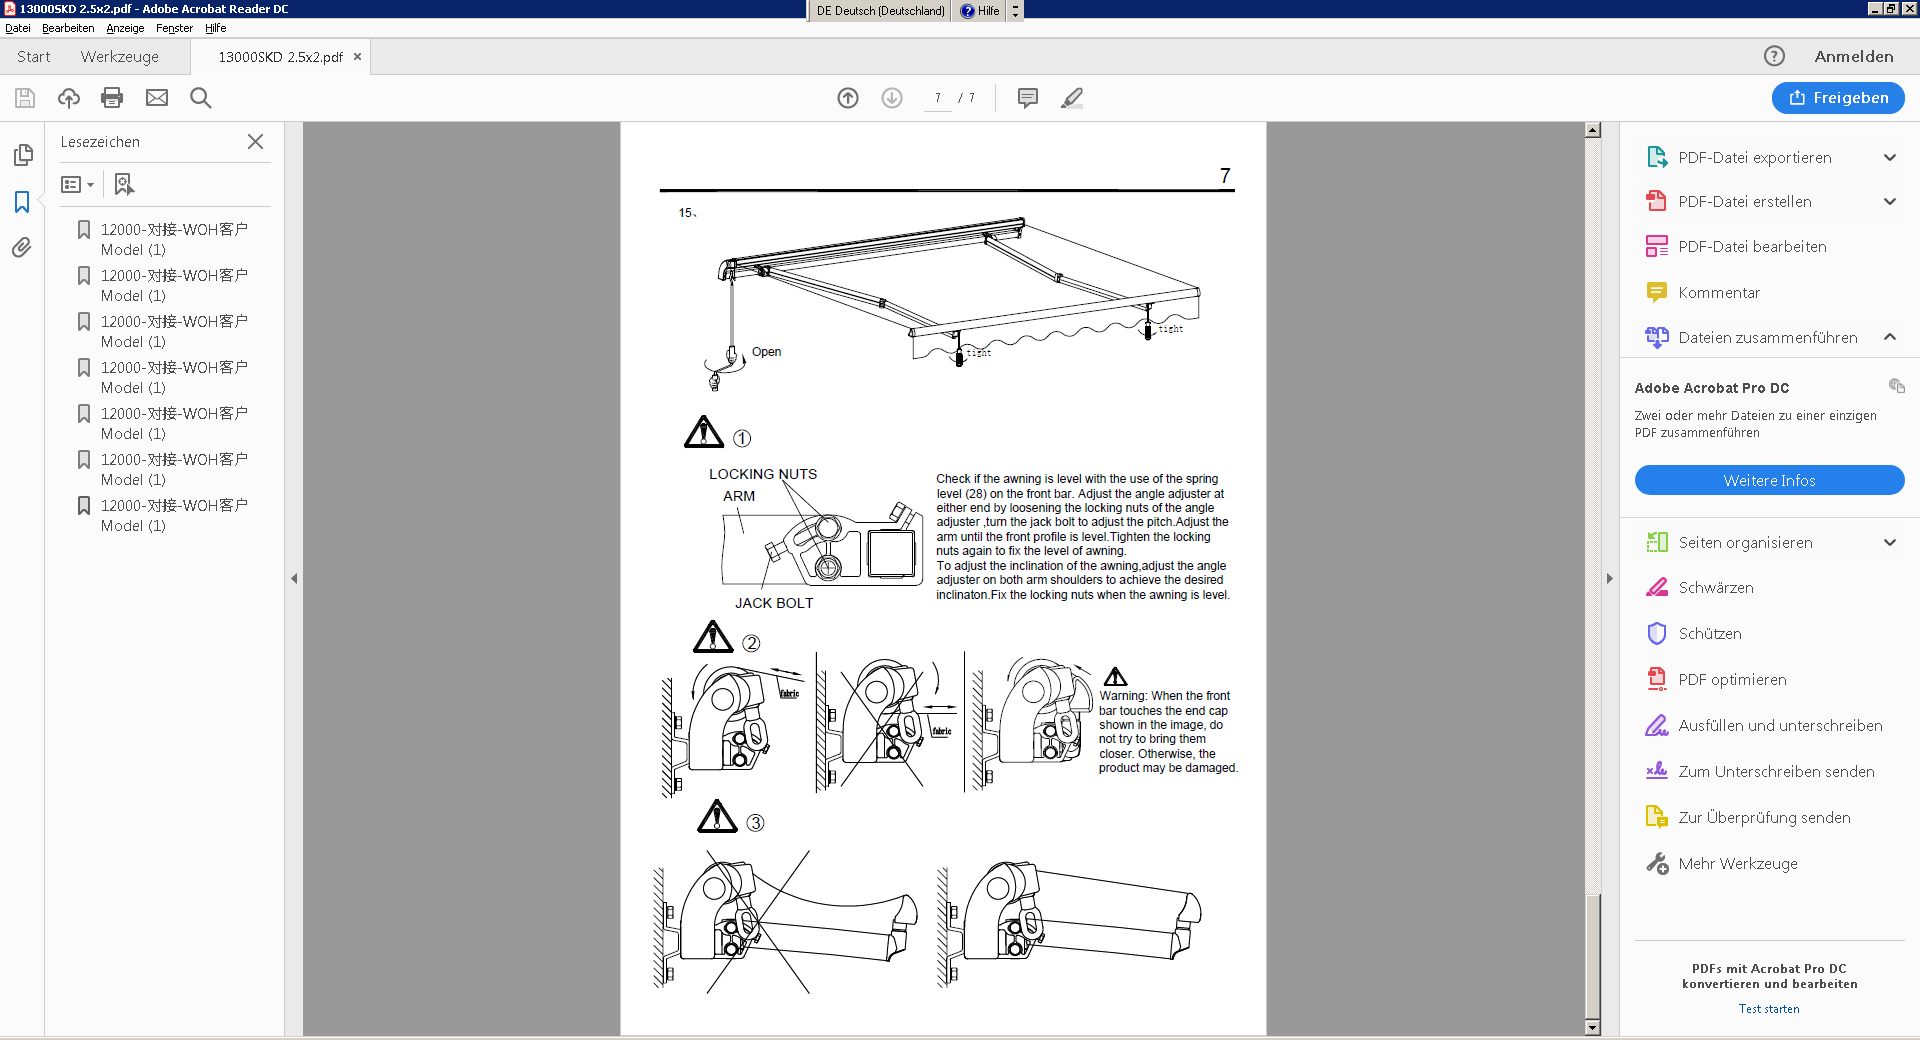 13000SKD 2.5x2.pdf - Adobe Acrobat Reader DC
DE Deutsch (Deutschland)
Hilfe
Datei Bearbeiten Anzeige Fenster Hilfe
Start Werkzeuge 13000SKD 2.5x2.pdf
Anmelden
7 / 7
Freigeben
Lesezeichen
12000-对接-WOH客户
Model (1)
12000-对接-WOH客户
Model (1)
12000-对接-WOH客户
Model (1)
12000-对接-WOH客户
Model (1)
12000-对接-WOH客户
Model (1)
12000-对接-WOH客户
Model (1)
12000-对接-WOH客户
Model (1)
7
15、
tight
Open
tight
①
LOCKING NUTS
ARM
JACK BOLT
Check if the awning is level with the use of the spring
level (28) on the front bar. Adjust the angle adjuster at
either end by loosening the locking nuts of the angle
adjuster ,turn the jack bolt to adjust the pitch.Adjust the
arm until the front profile is level.Tighten the locking
nuts again to fix the level of awning.
To adjust the inclination of the awning,adjust the angle
adjuster on both arm shoulders to achieve the desired
inclinaton.Fix the locking nuts when the awning is level.
②
fabric
fabric
Warning: When the front
bar touches the end cap
shown in the image, do
not try to bring them
closer. Otherwise, the
product may be damaged.
③
PDF-Datei exportieren
PDF-Datei erstellen
PDF-Datei bearbeiten
Kommentar
Dateien zusammenführen
Adobe Acrobat Pro DC
Zwei oder mehr Dateien zu einer einzigen
PDF zusammenführen
Weitere Infos
Seiten organisieren
Schwärzen
Schützen
PDF optimieren
Ausfüllen und unterschreiben
Zum Unterschreiben senden
Zur Überprüfung senden
Mehr Werkzeuge
PDFs mit Acrobat Pro DC
konvertieren und bearbeiten
Test starten